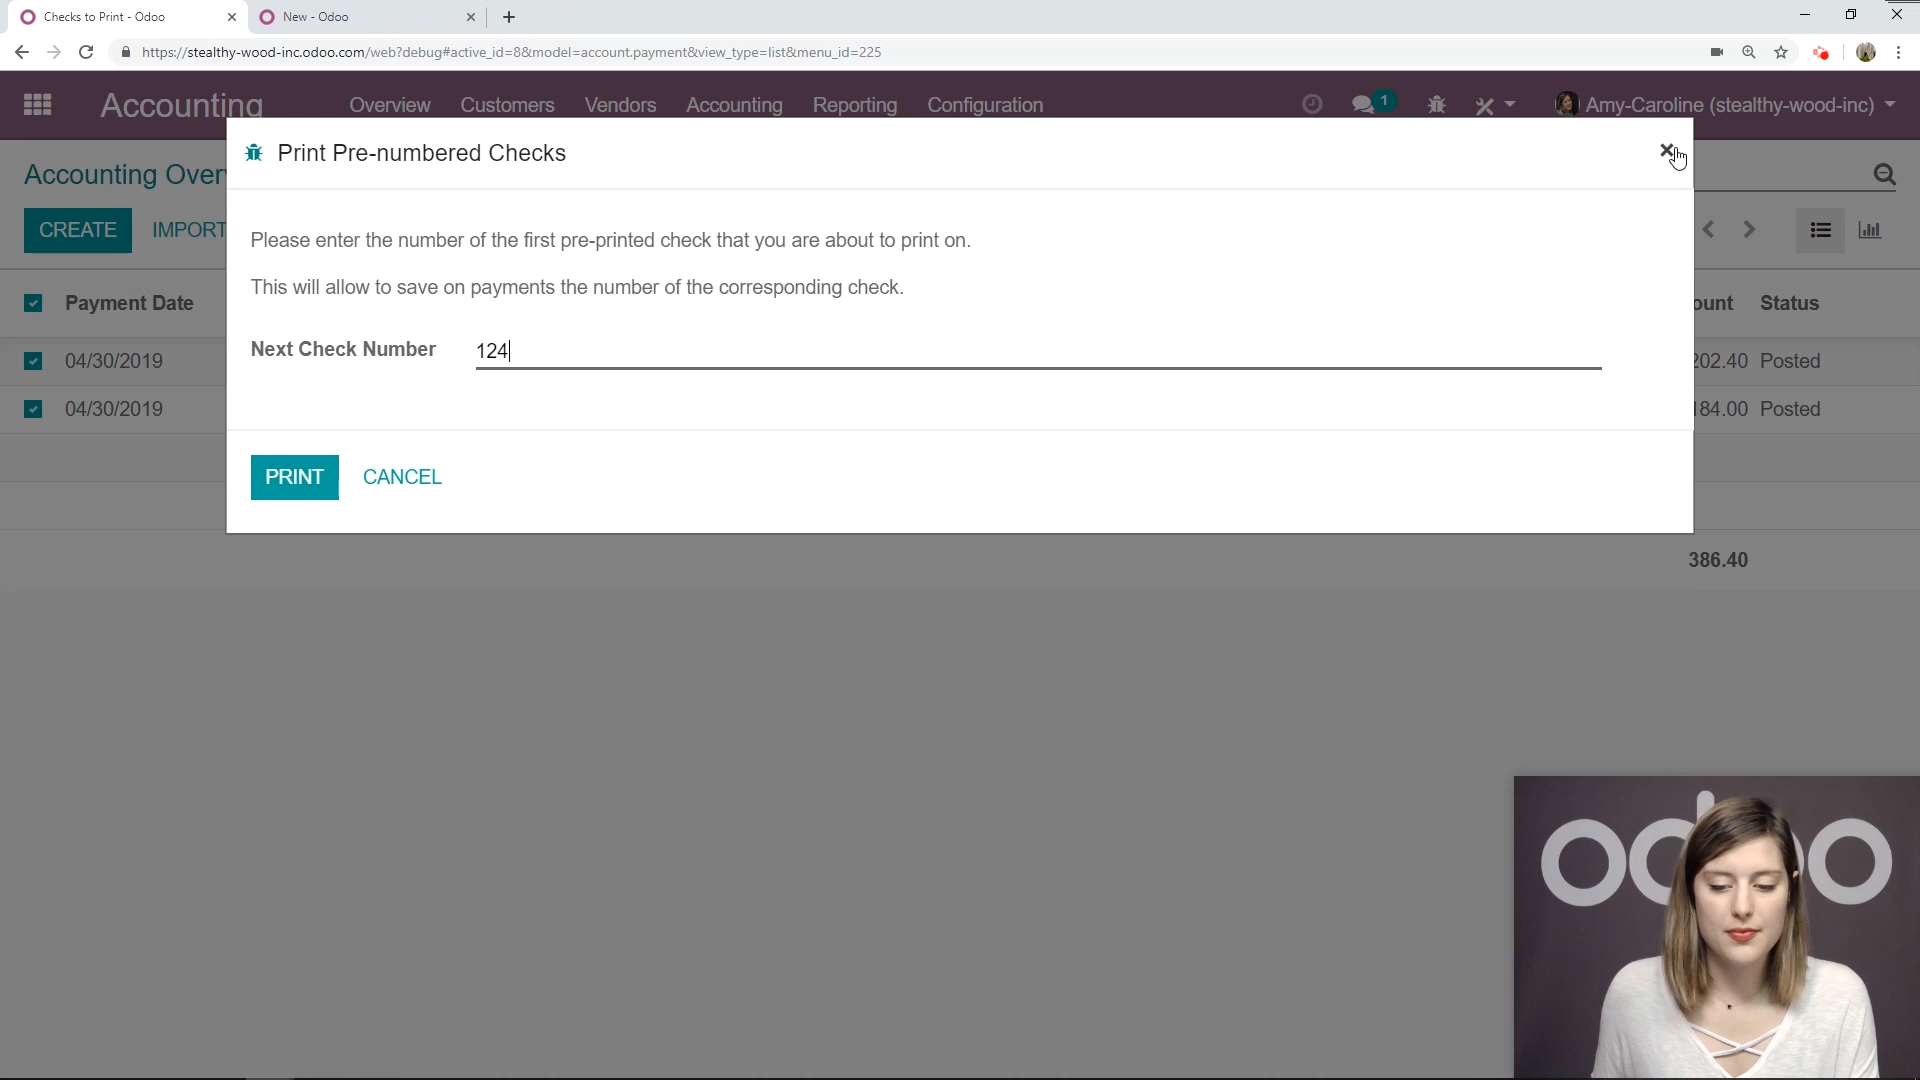 Checks to Print - Odoo
New - Odoo
https://stealthy-wood-inc.odoo.com/web?debug#active_id=8&model=account.payment&view_type=list&menu_id=225
Accounting
Overview Customers Vendors Accounting Reporting Configuration
1
Amy-Caroline (stealthy-wood-inc)
Print Pre-numbered Checks
Accounting Over
CREATE IMPORT
Please enter the number of the first pre-printed check that you are about to print on.
This will allow to save on payments the number of the corresponding check.
Payment Date
ount Status
Next Check Number 124
04/30/2019
202.40 Posted
04/30/2019
184.00 Posted
PRINT CANCEL
386.40
odoo